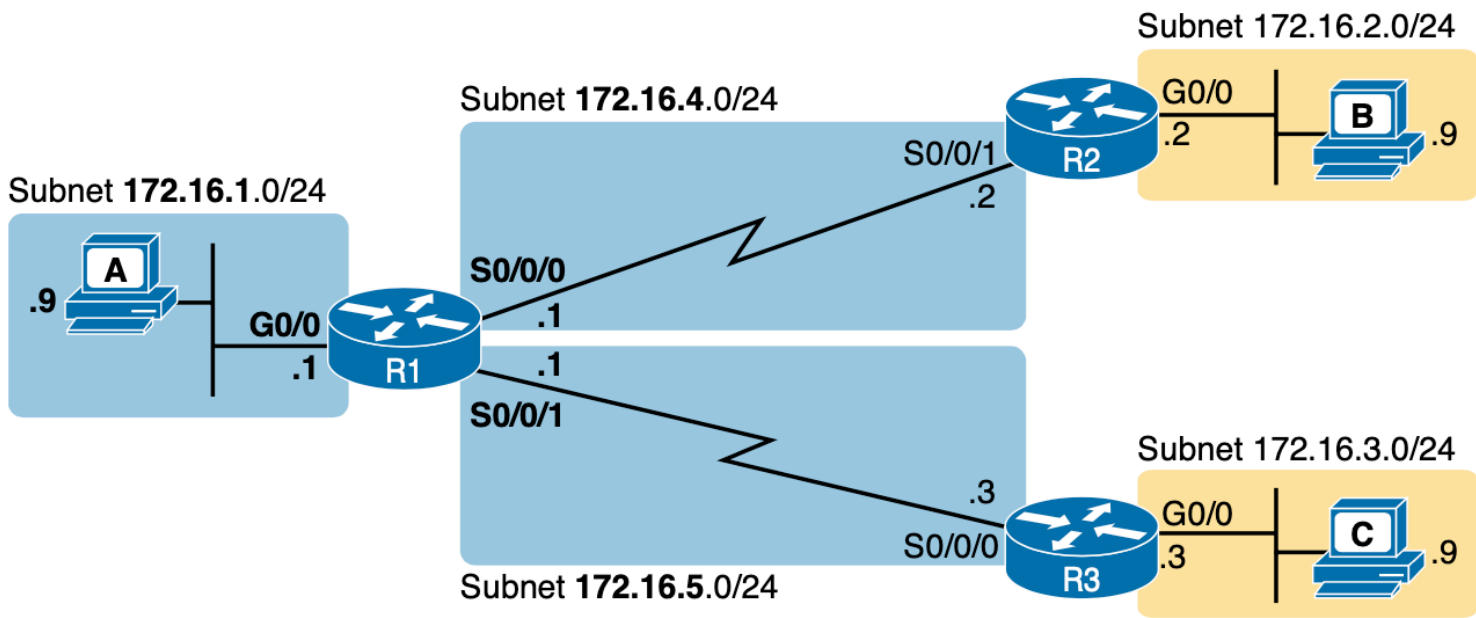 Subnet 172.16.2.0/24
G0/0
.2
B
.9
R2
Subnet 172.16.4.0/24
S0/0/1
.2
Subnet 172.16.1.0/24
A
.9
G0/0
.1
R1
S0/0/0
.1
.1
S0/0/1
.3
S0/0/0
Subnet 172.16.5.0/24
Subnet 172.16.3.0/24
G0/0
.3
C
.9
R3